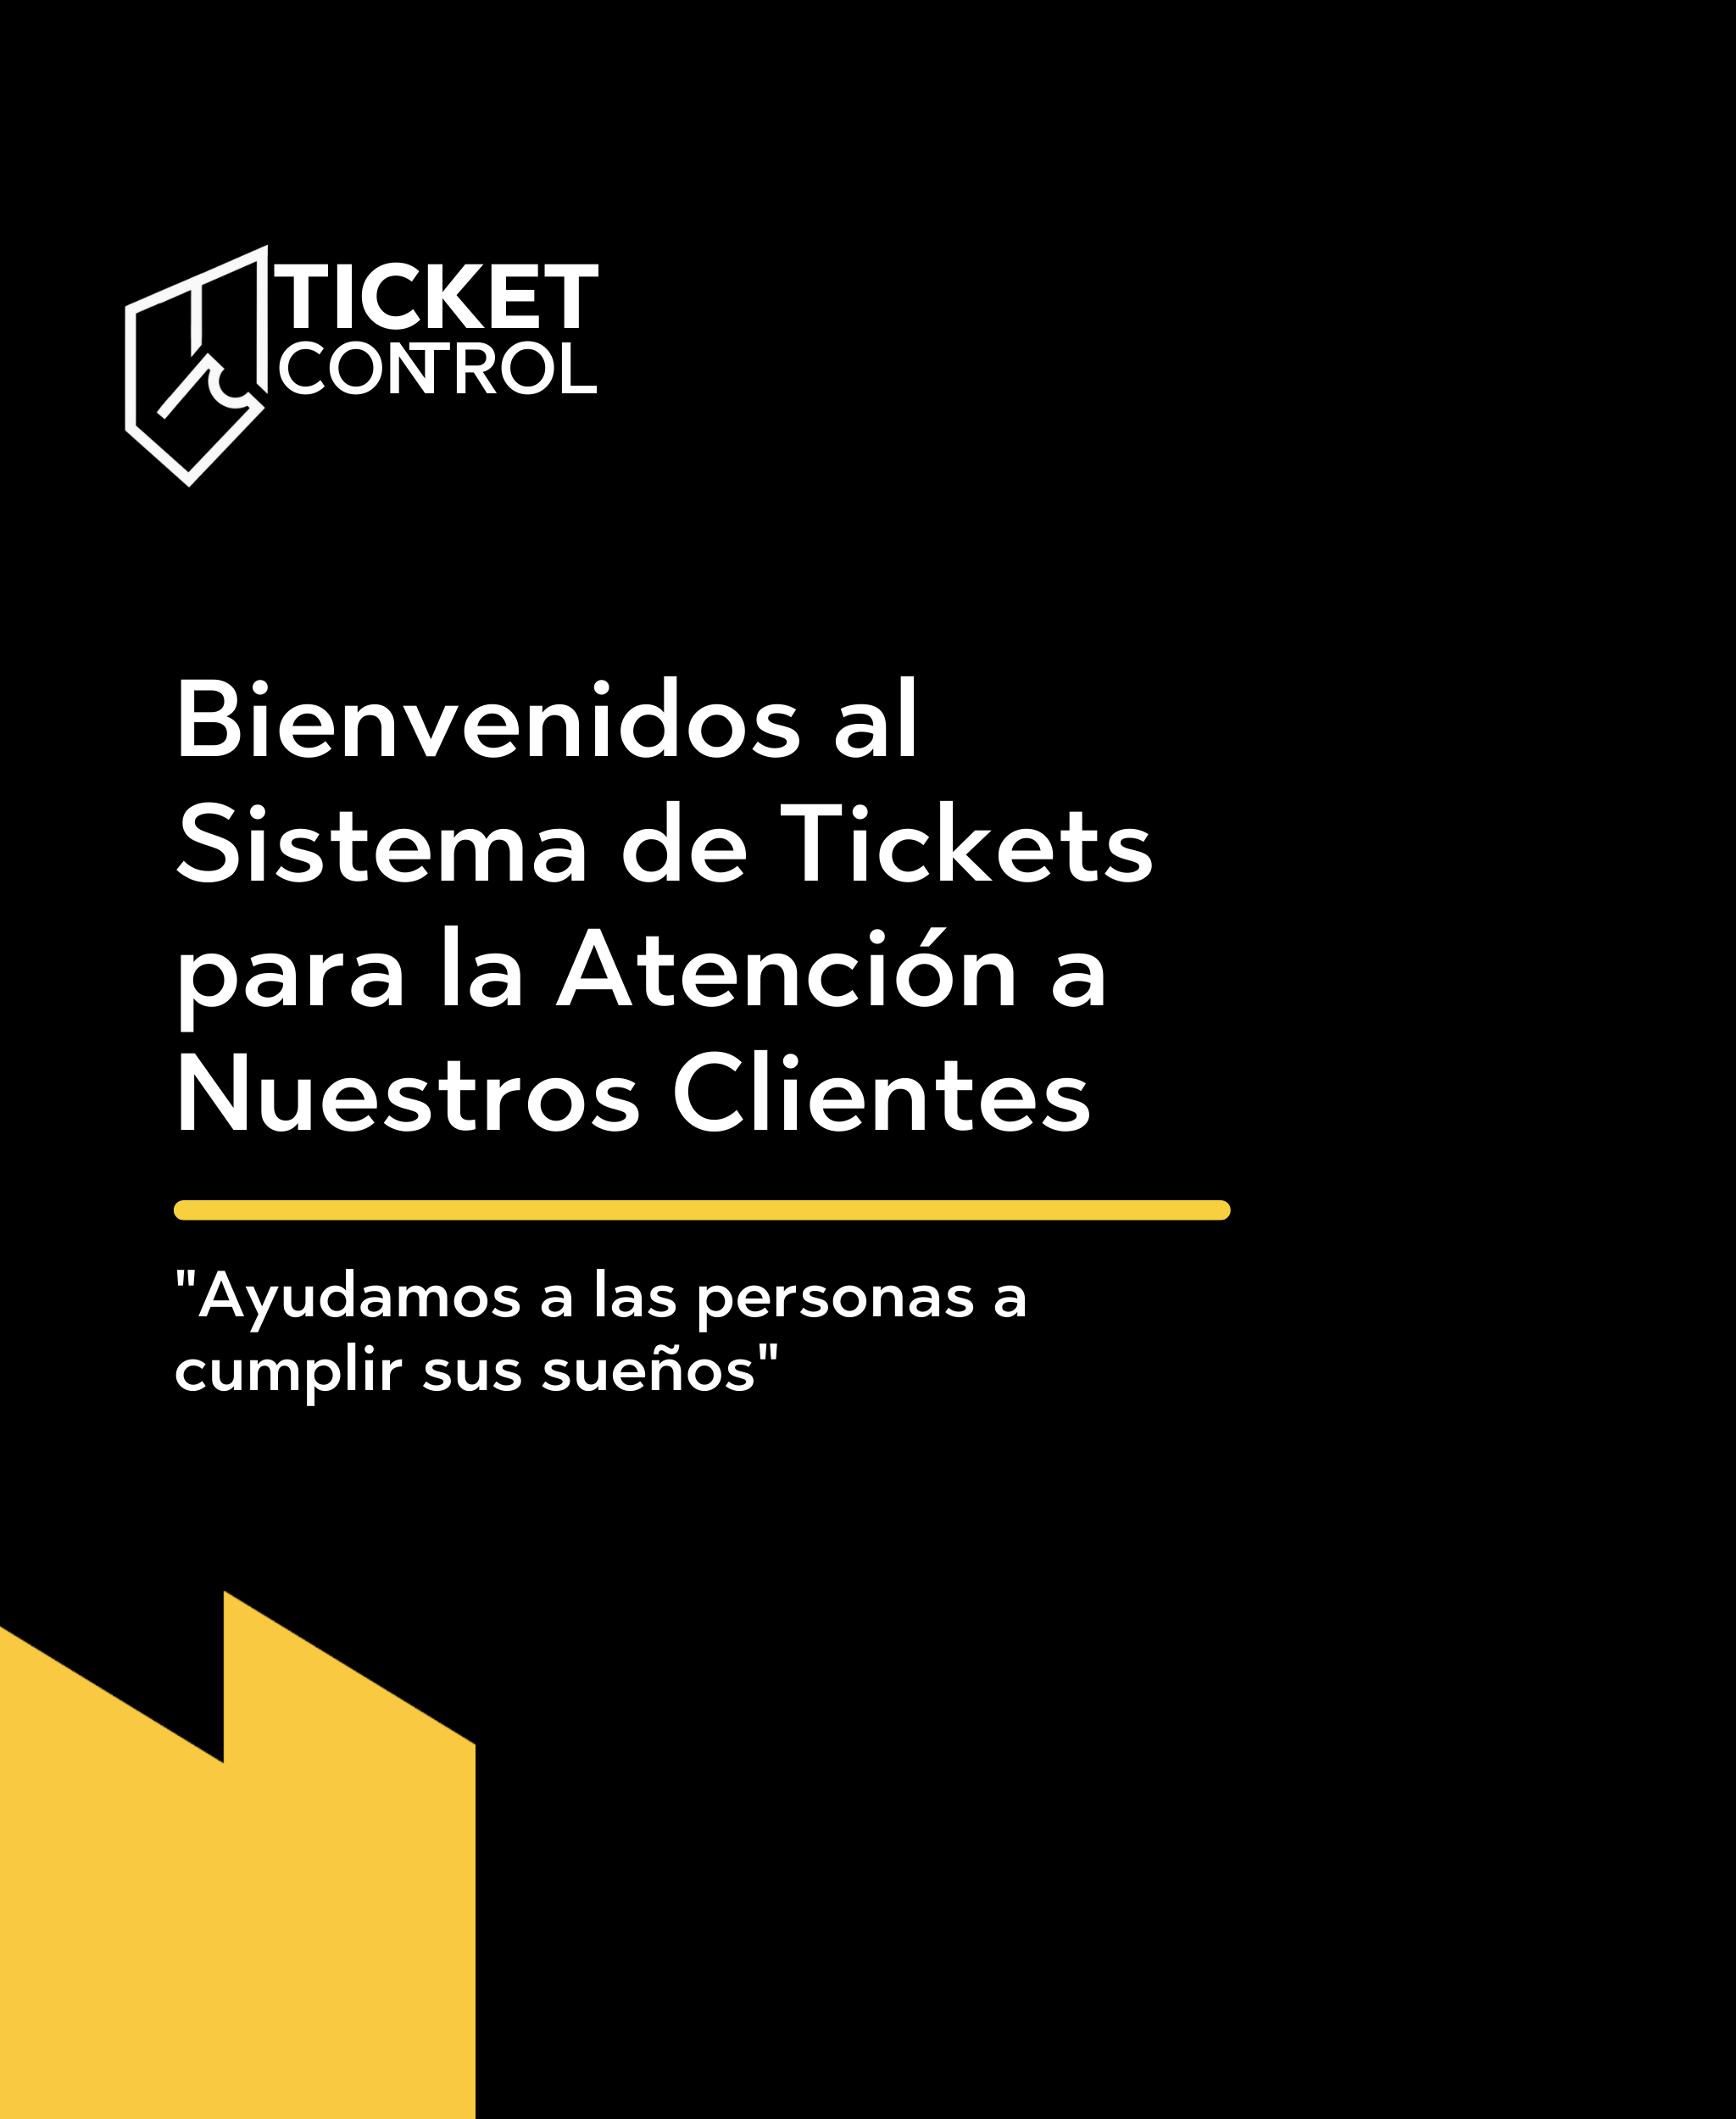 TICKET
CONTROL
Bienvenidos al
Sistema de Tickets
para la Atención a
Nuestros Clientes
"Ayudamos a las personas a
cumplir sus sueños"